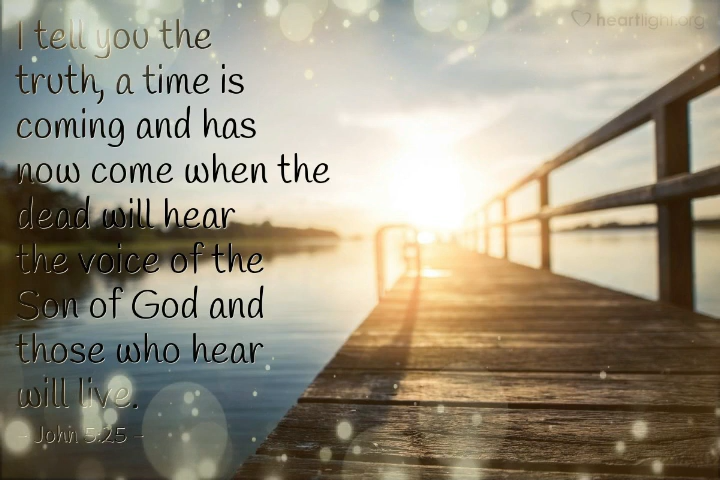 heartlight.org
I tell you the
truth, a time is
coming and has
now come when the
dead will hear
the voice of the
Son of God and
those who hear
will live.
- John 5:25 -